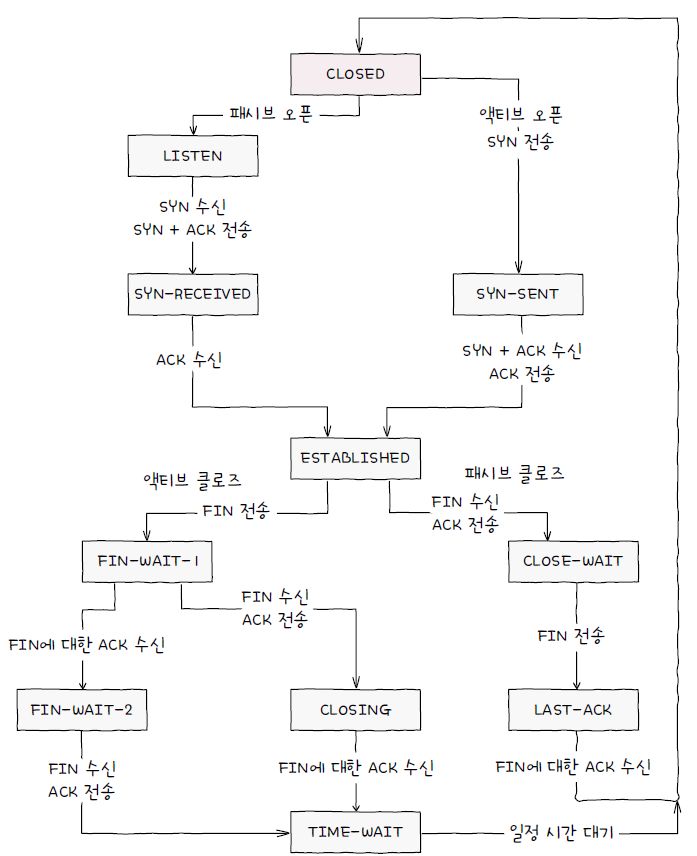 CLOSED
패시브 오픈
액티브 오픈
SYN 전송
LISTEN
SYN 수신
SYN + ACK 전송
SYN-RECEIVED
SYN-SENT
ACK 수신
SYN + ACK 수신
ACK 전송
ESTABLISHED
액티브 클로즈
FIN 전송
패시브 클로즈
FIN 수신
ACK 전송
FIN-WAIT-1
CLOSE-WAIT
FIN 수신
ACK 전송
FIN에 대한 ACK 수신
FIN 전송
FIN-WAIT-2
CLOSING
LAST-ACK
FIN 수신
ACK 전송
FIN에 대한 ACK 수신
FIN에 대한 ACK 수신
TIME-WAIT
일정 시간 대기